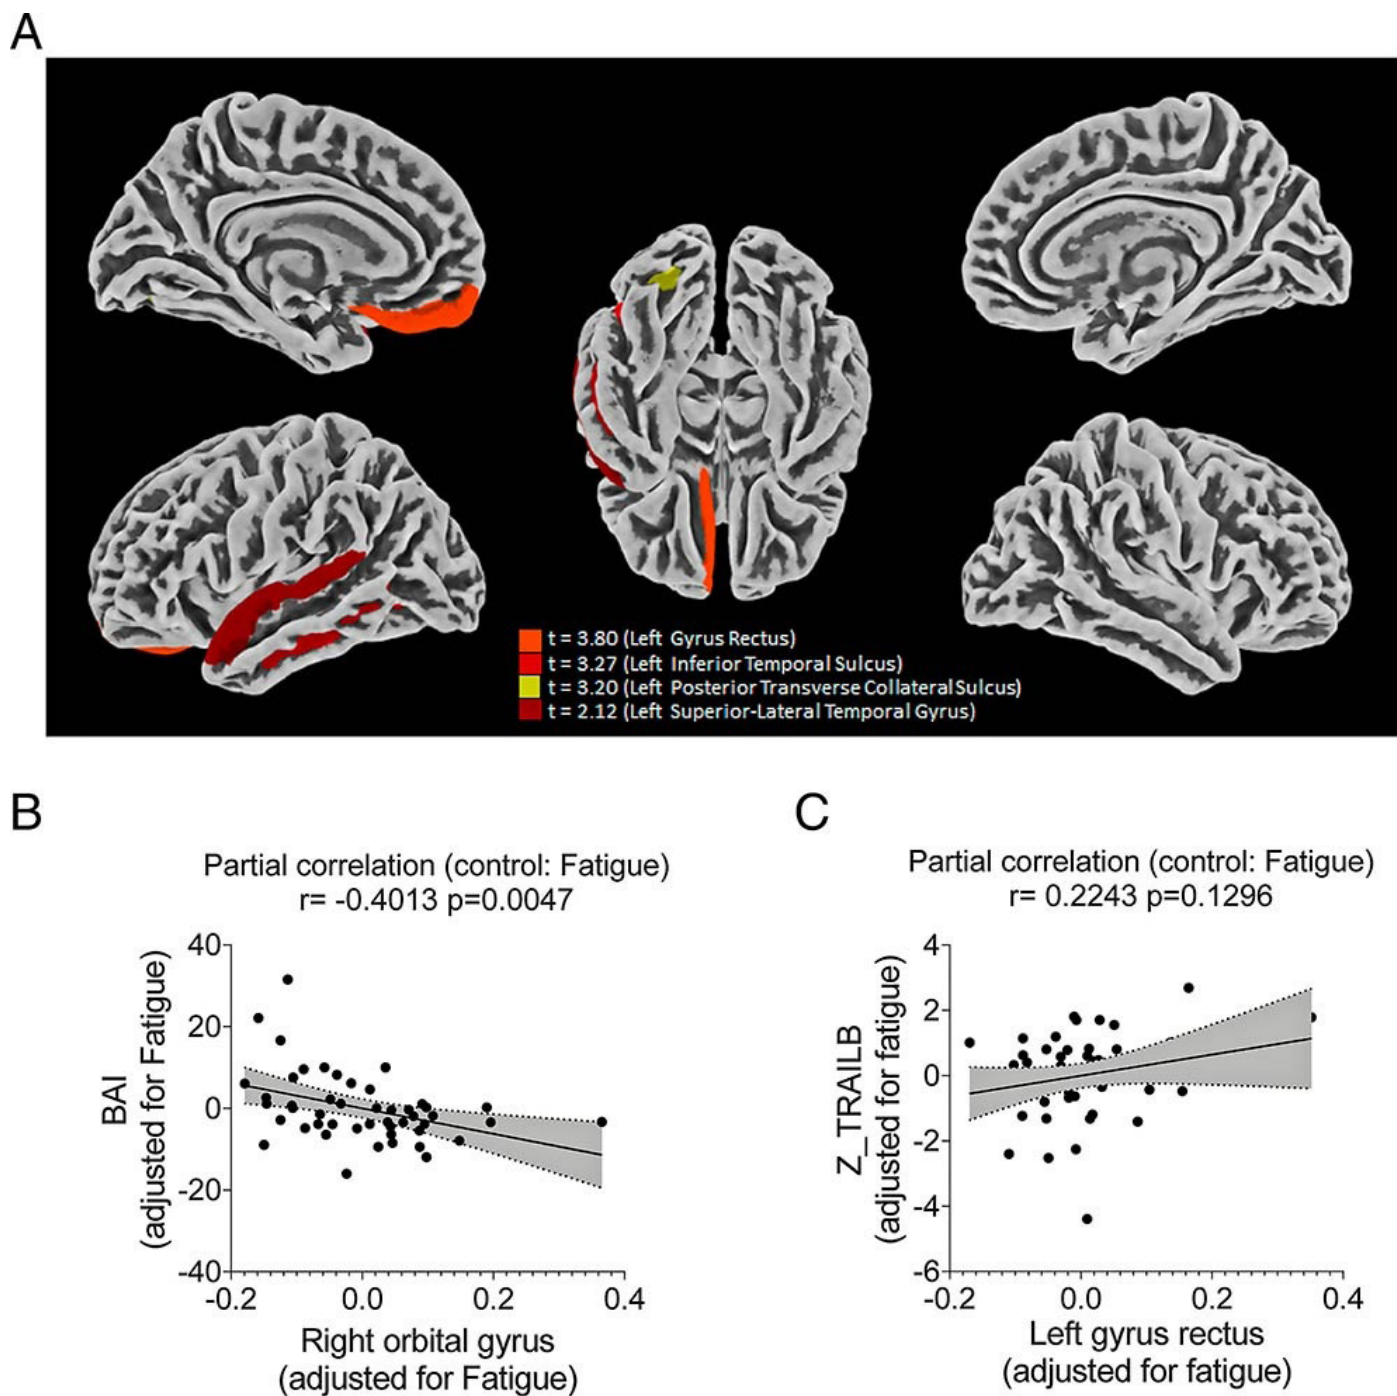 A
t = 3.80 (Left Gyrus Rectus)
t = 3.27 (Left Inferior Temporal Sulcus)
t = 3.20 (Left Posterior Transverse Collateral Sulcus)
t = 2.12 (Left Superior-Lateral Temporal Gyrus)
B
Partial correlation (control: Fatigue)
r= -0.4013 p=0.0047
40
20
0
-20
-40
BAI
(adjusted for Fatigue)
-0.2 0.0 0.2 0.4
Right orbital gyrus
(adjusted for Fatigue)
C
Partial correlation (control: Fatigue)
r= 0.2243 p=0.1296
4
2
0
-2
-4
-6
Z_TRAILB
(adjusted for fatigue)
-0.2 0.0 0.2 0.4
Left gyrus rectus
(adjusted for fatigue)